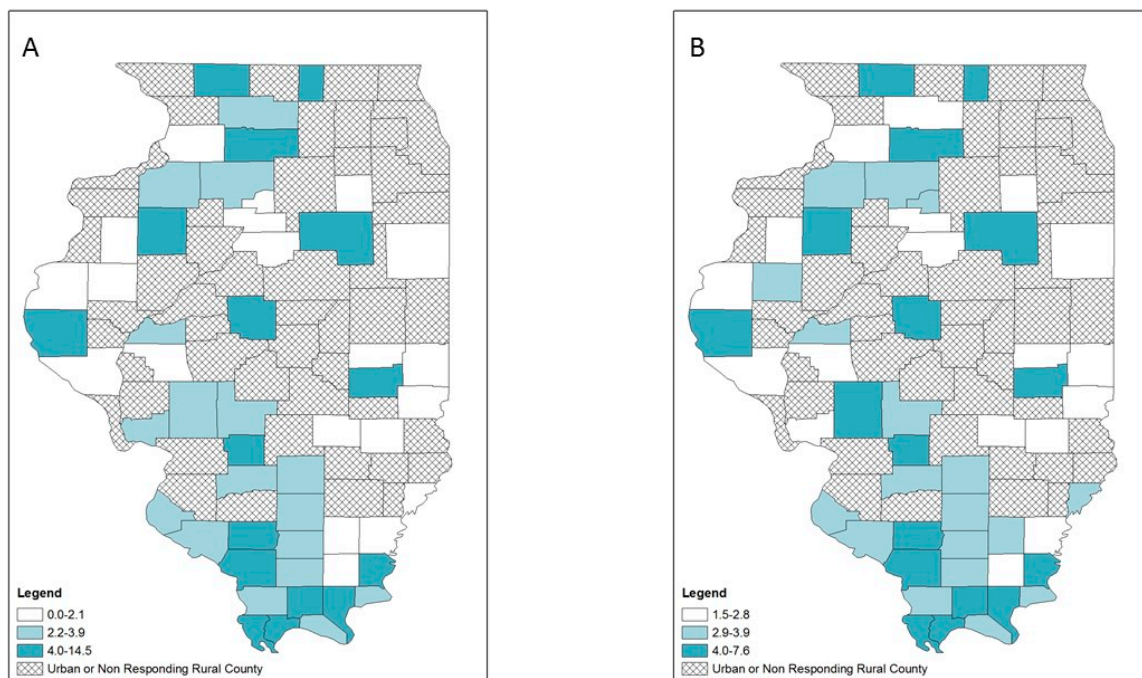 A
Legend
0.0-2.1
2.2-3.9
4.0-14.5
Urban or Non Responding Rural County
B
Legend
1.5-2.8
2.9-3.9
4.0-7.6
Urban or Non Responding Rural County